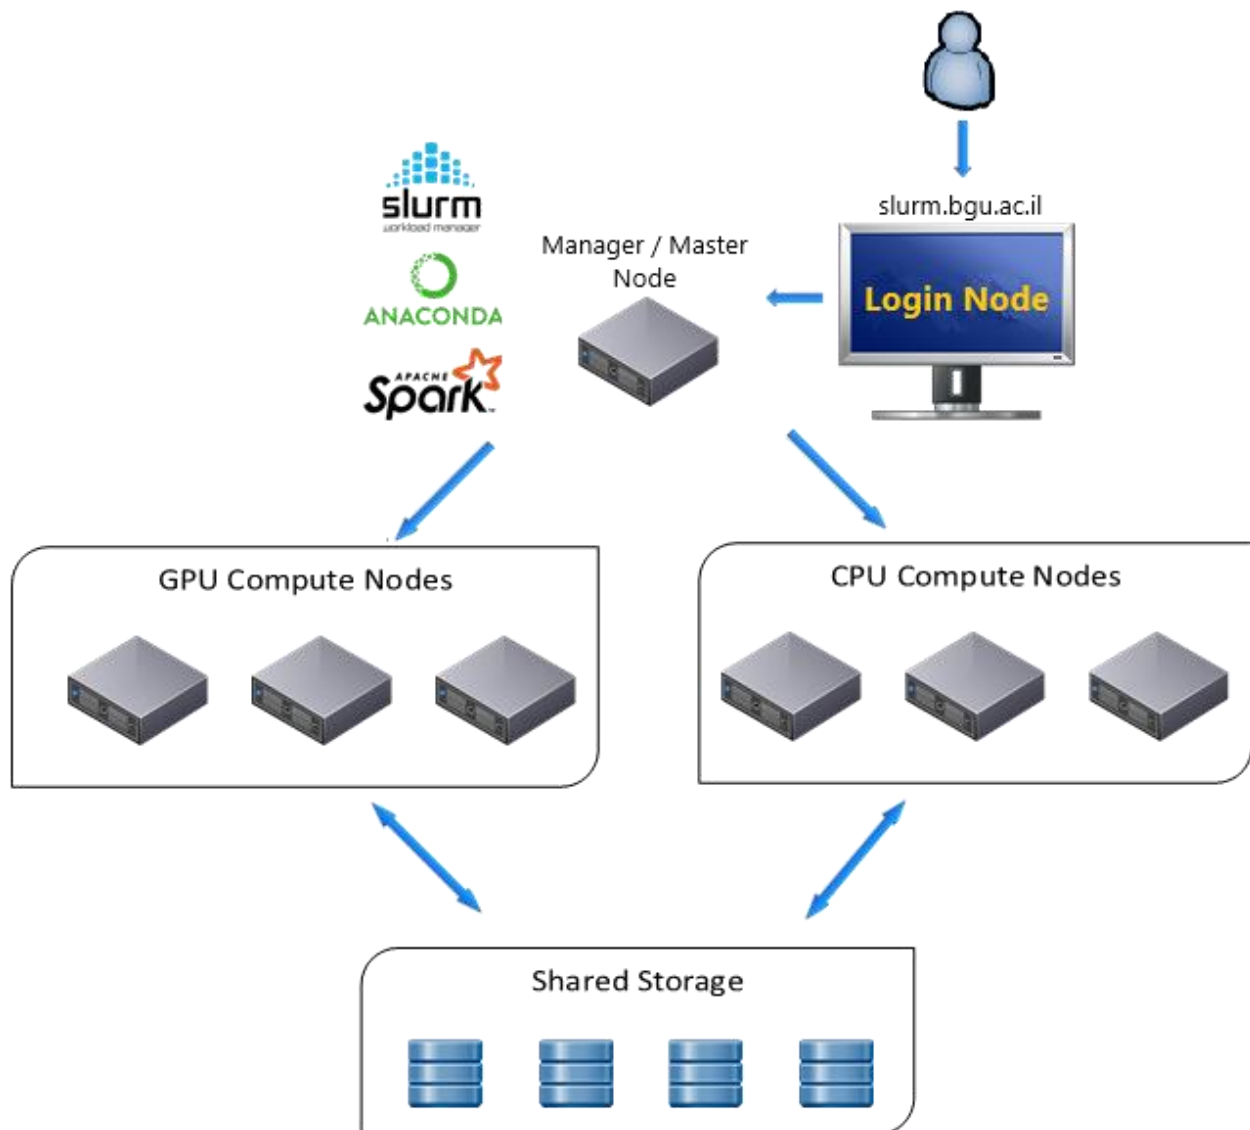 slurm.bgu.ac.il
Login Node
Manager / Master
Node
slurm
workload manager
ANACONDA
APACHE
Spark™
GPU Compute Nodes
CPU Compute Nodes
Shared Storage